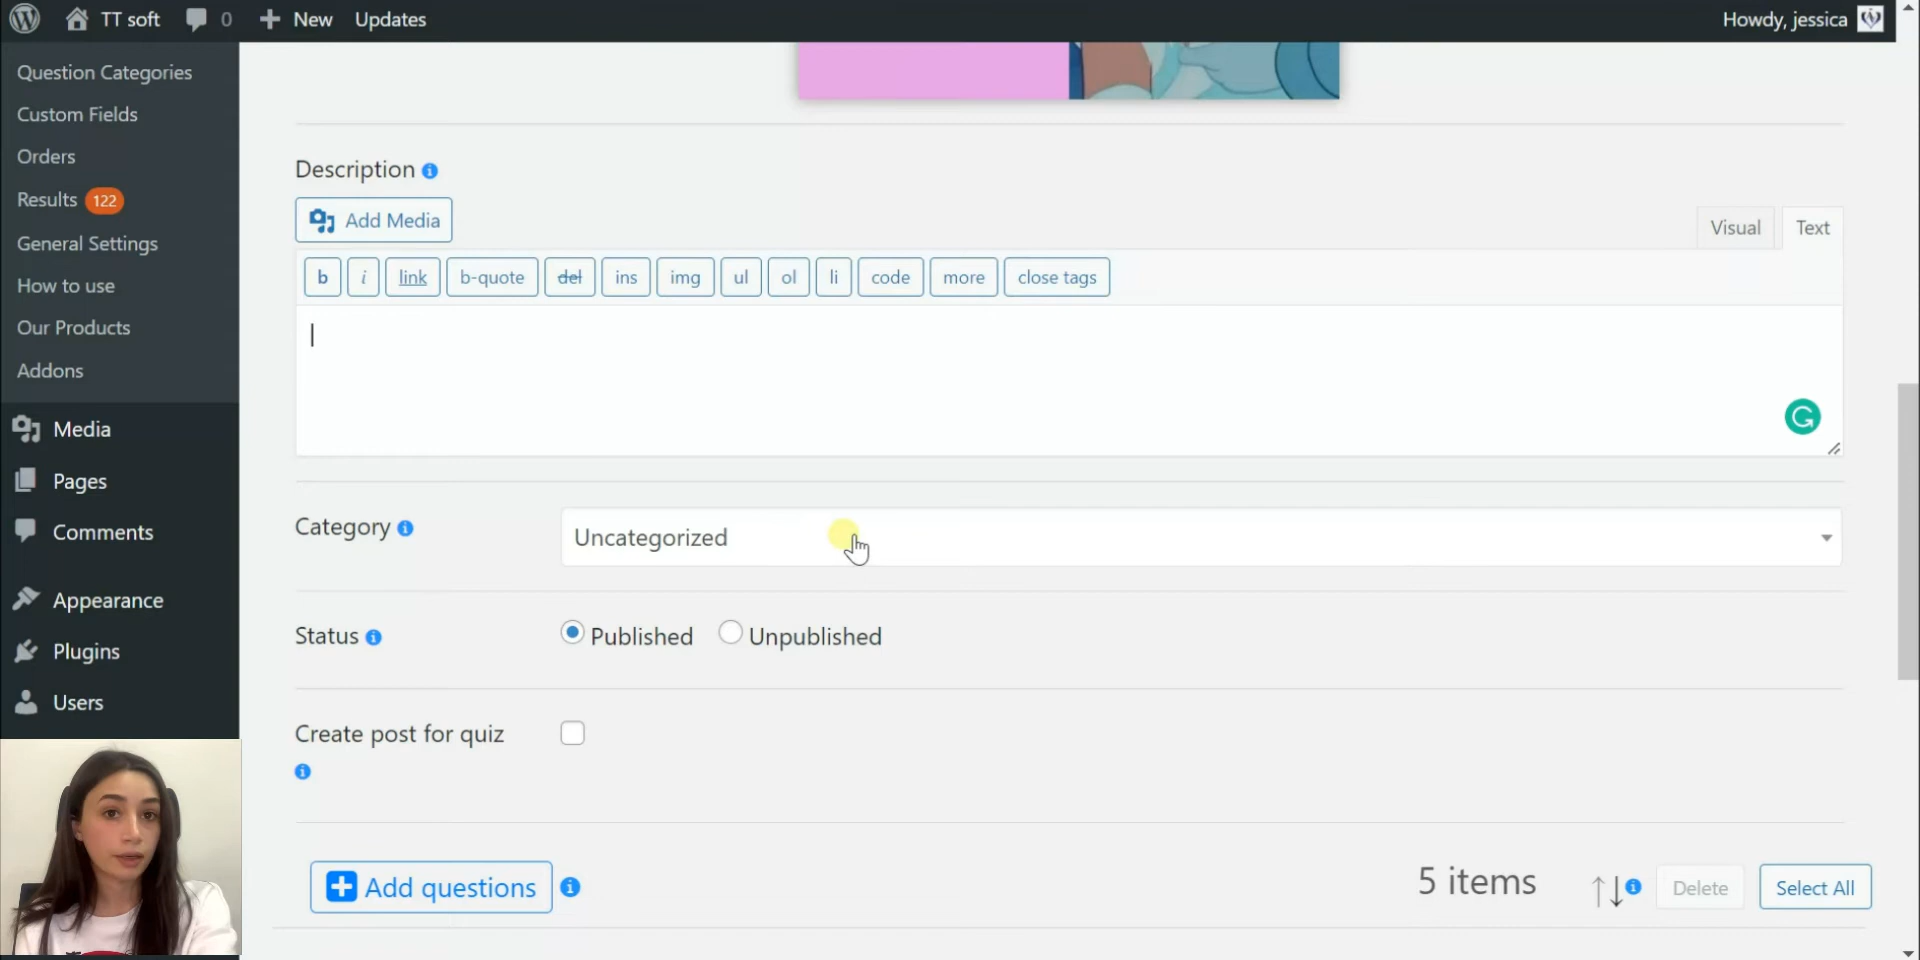 TT soft 0 New Updates Howdy, jessica
Question Categories
Custom Fields
Orders
Results 122
General Settings
How to use
Our Products
Addons
Media
Pages
Comments
Appearance
Plugins
Users
Description
Add Media
Visual Text
b i link b-quote del ins img ul ol li code more close tags
Category Uncategorized
Status Published Unpublished
Create post for quiz
Add questions 5 items Delete Select All